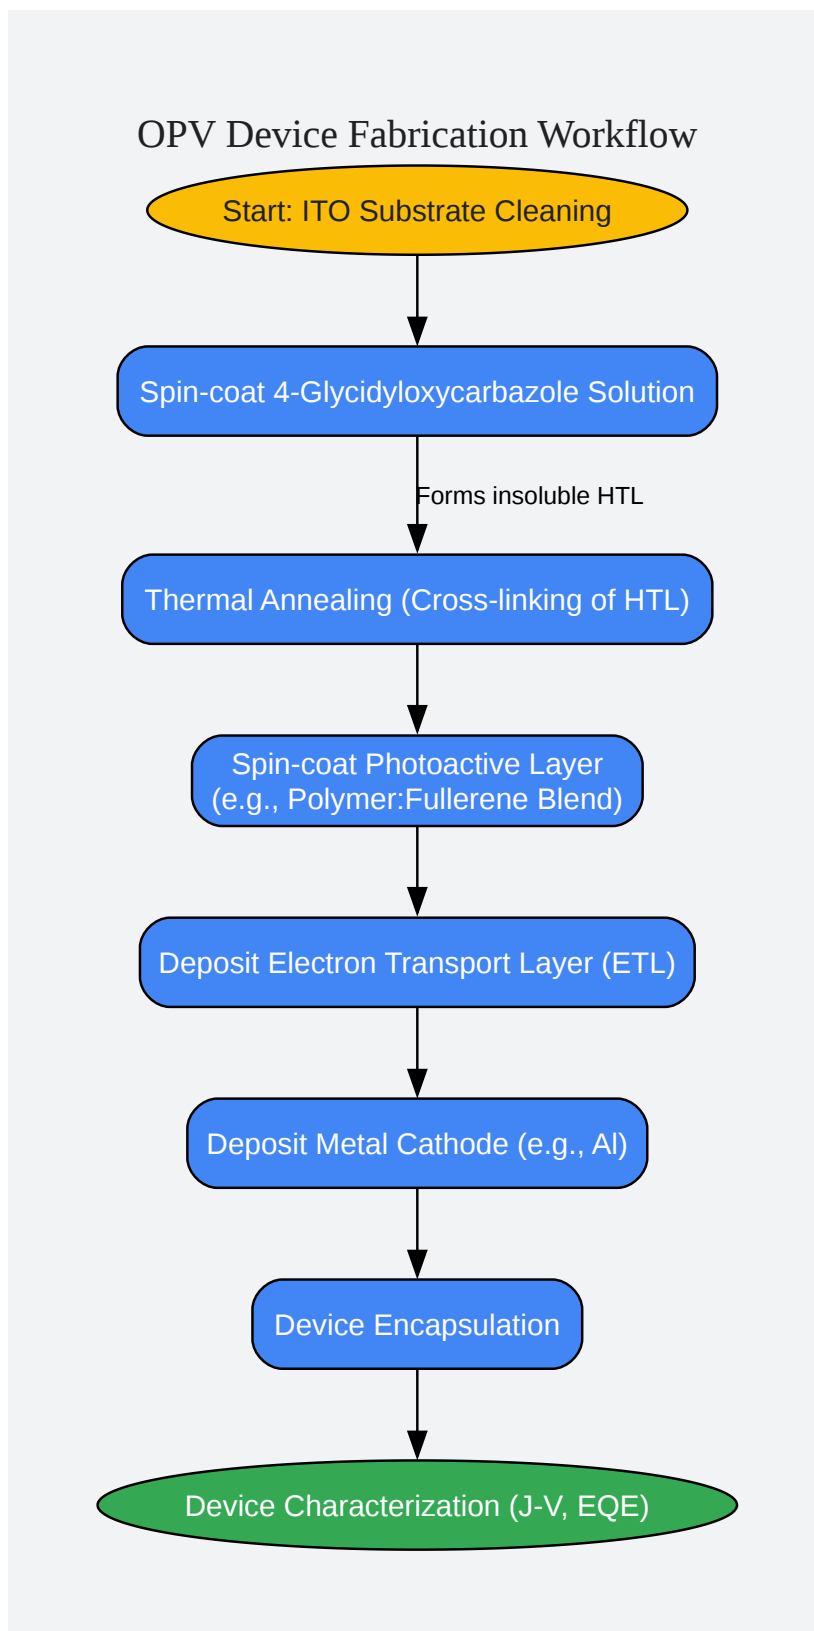 OPV Device Fabrication Workflow
Start: ITO Substrate Cleaning
Spin-coat 4-Glycidyloxycarbazole Solution
Forms insoluble HTL
Thermal Annealing (Cross-linking of HTL)
Spin-coat Photoactive Layer
(e.g., Polymer:Fullerene Blend)
Deposit Electron Transport Layer (ETL)
Deposit Metal Cathode (e.g., Al)
Device Encapsulation
Device Characterization (J-V, EQE)